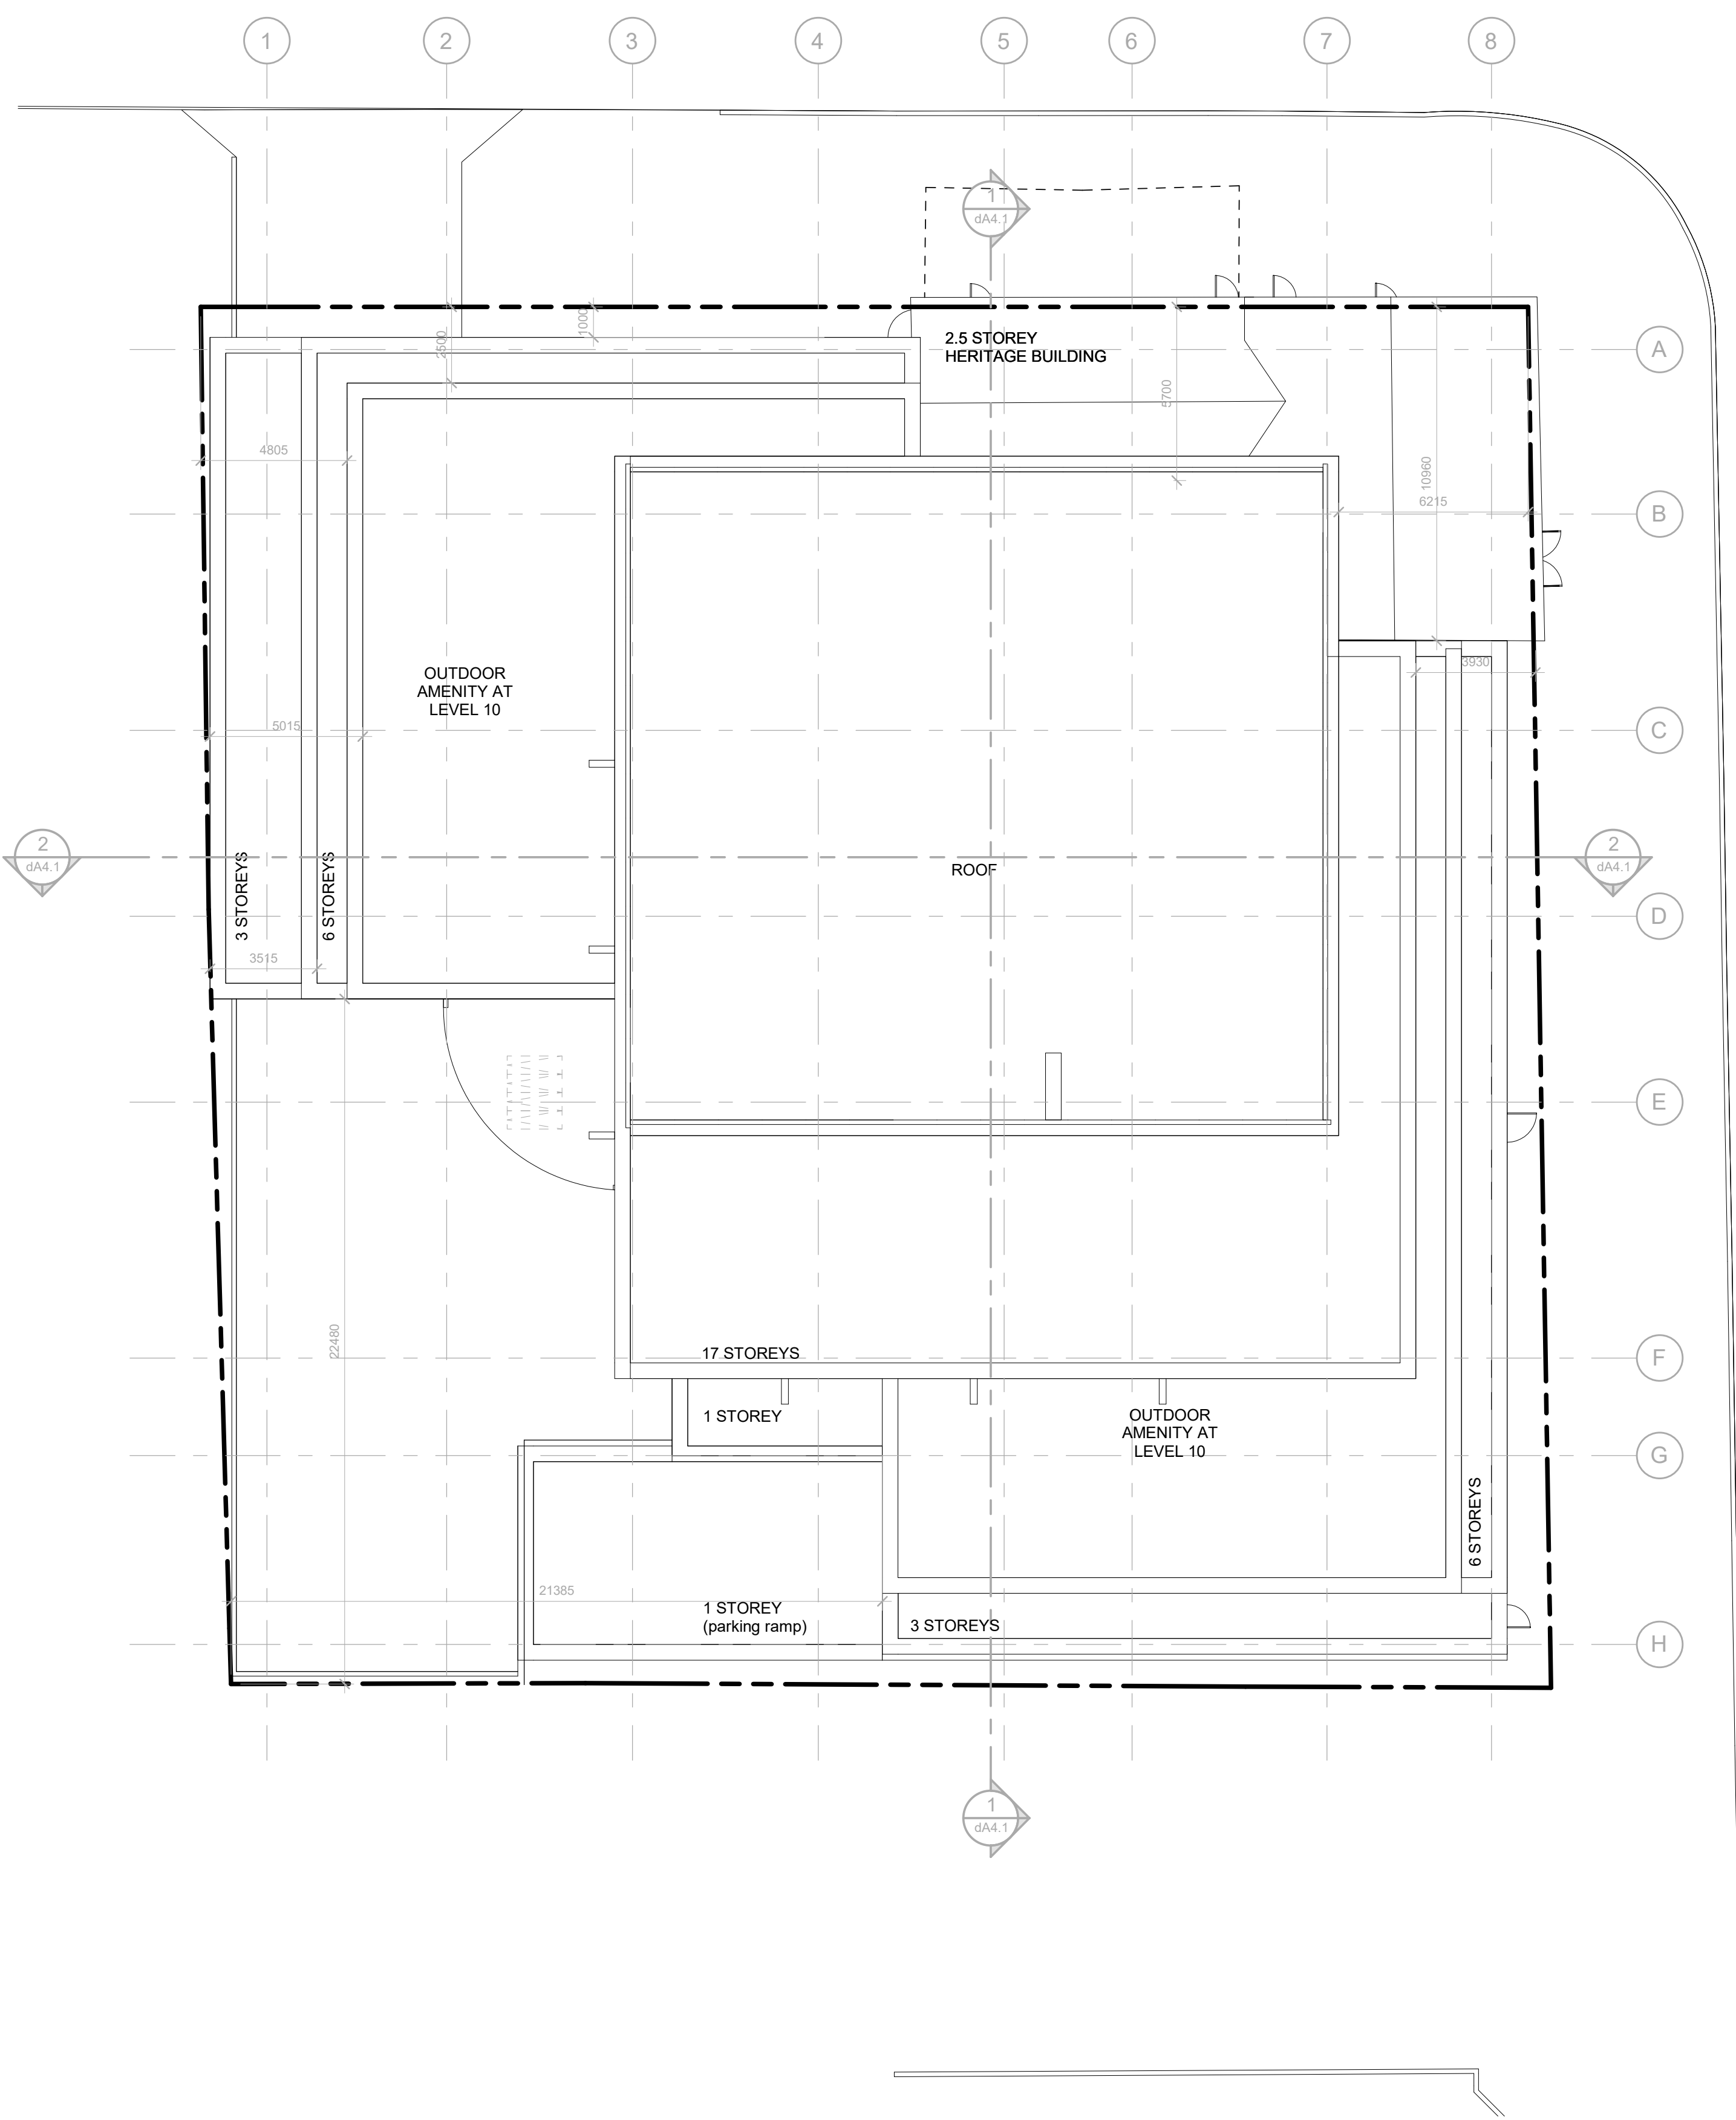 1 2 3 4 5 6 7 8
1
dA4.1
2500
1000
2.5 STOREY
HERITAGE BUILDING
A
5700
4805
10960
6215
B
OUTDOOR
AMENITY AT
LEVEL 10
3930
5015
C
2
dA4.1
3 STOREYS
6 STOREYS
ROOF
2
dA4.1
D
3515
E
22480
17 STOREYS
F
1 STOREY
OUTDOOR
AMENITY AT
LEVEL 10
G
6 STOREYS
21385
1 STOREY
(parking ramp)
3 STOREYS
H
1
dA4.1